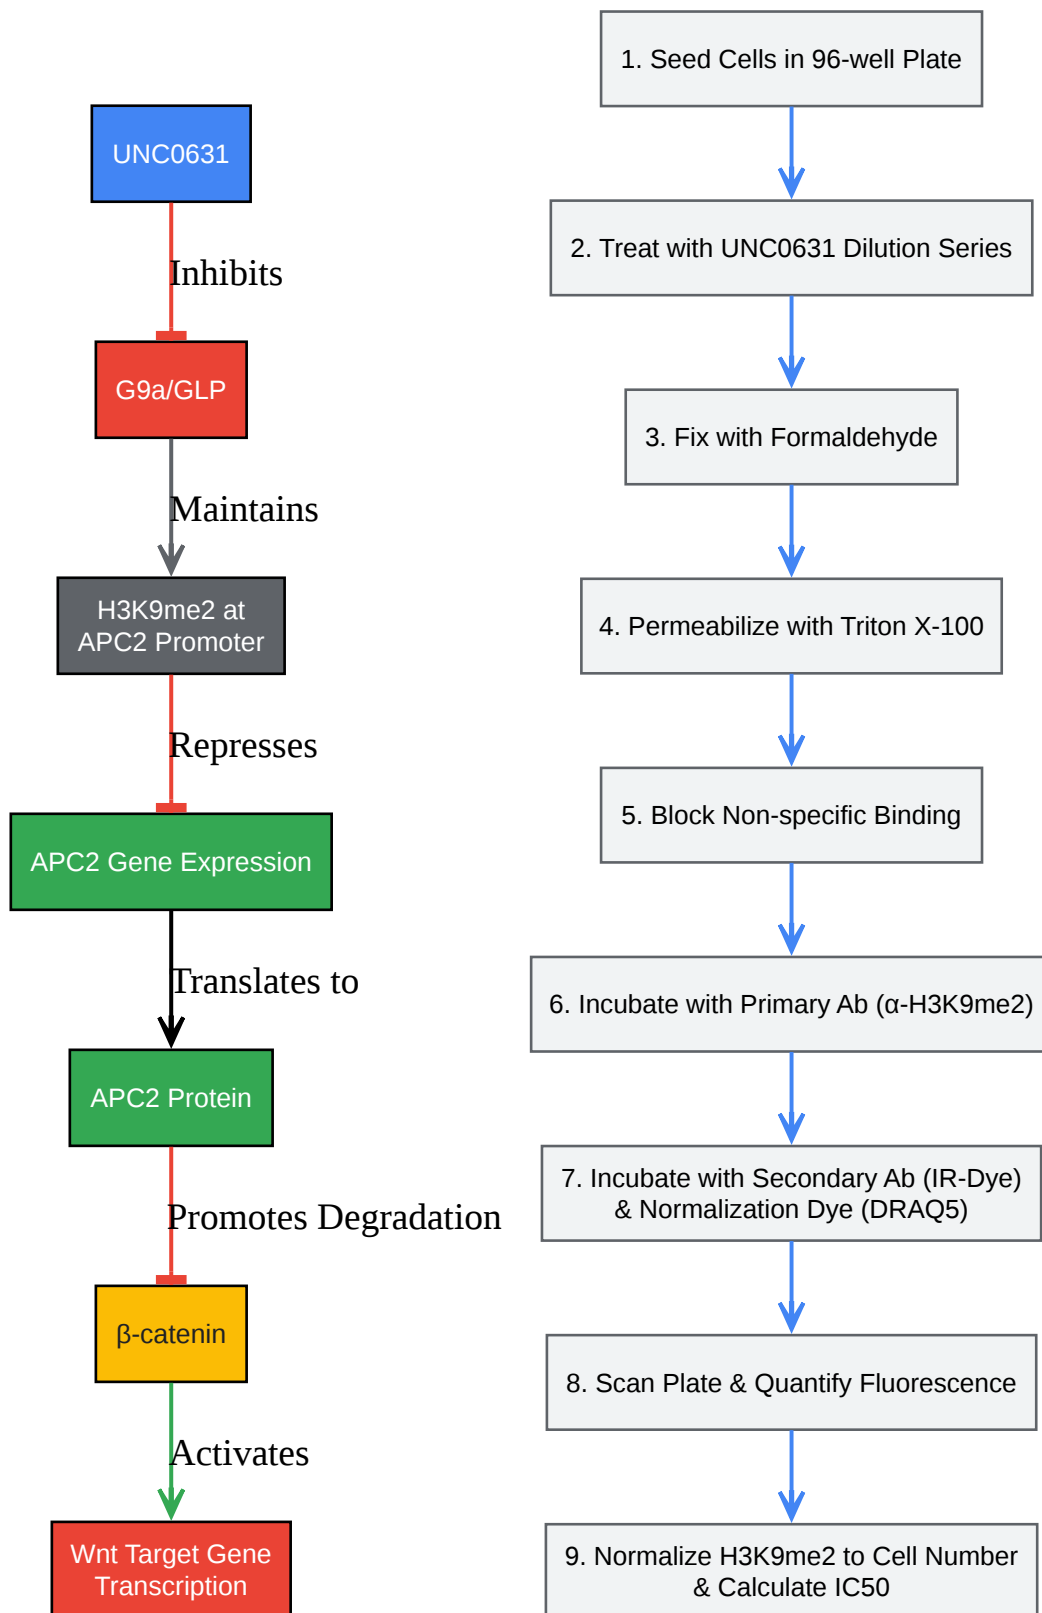 UNC0631
Inhibits
G9a/GLP
Maintains
H3K9me2 at
APC2 Promoter
Represses
APC2 Gene Expression
Translates to
APC2 Protein
Promotes Degradation
β-catenin
Activates
Wnt Target Gene
Transcription
1. Seed Cells in 96-well Plate
2. Treat with UNC0631 Dilution Series
3. Fix with Formaldehyde
4. Permeabilize with Triton X-100
5. Block Non-specific Binding
6. Incubate with Primary Ab (α-H3K9me2)
7. Incubate with Secondary Ab (IR-Dye)
& Normalization Dye (DRAQ5)
8. Scan Plate & Quantify Fluorescence
9. Normalize H3K9me2 to Cell Number
& Calculate IC50